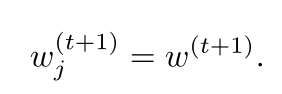 $w_j^{(t+1)} = w^{(t+1)}.$